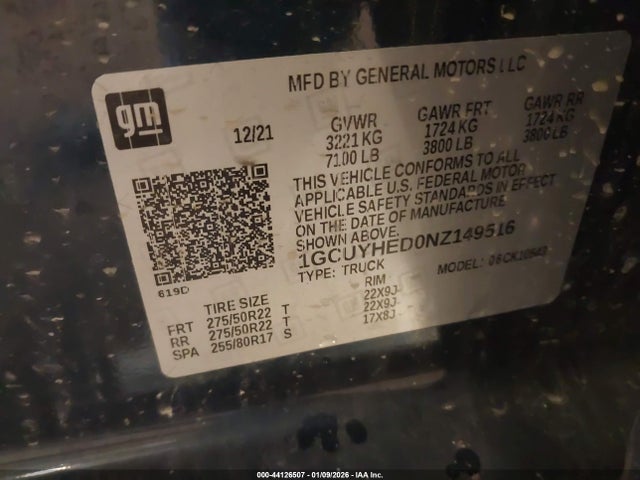 gm
MFD BY GENERAL MOTORS LLC
12/21
GVWR GAWR FRT GAWR RR
3221 KG 1724 KG 1724 KG
7100 LB 3800 LB 3800 LB
THIS VEHICLE CONFORMS TO ALL
APPLICABLE U.S. FEDERAL MOTOR
VEHICLE SAFETY STANDARDS IN EFFECT
ON THE DATE OF MANUFACTURE
SHOWN ABOVE.
1GCUYHED0NZ149516
TYPE: TRUCK MODEL: 06CK10543
619D
TIRE SIZE RIM
FRT 275/50R22 T 22X9J
RR 275/50R22 T 22X9J
SPA 255/80R17 S 17X8J
000-44126507 - 01/09/2026 - IAA Inc.